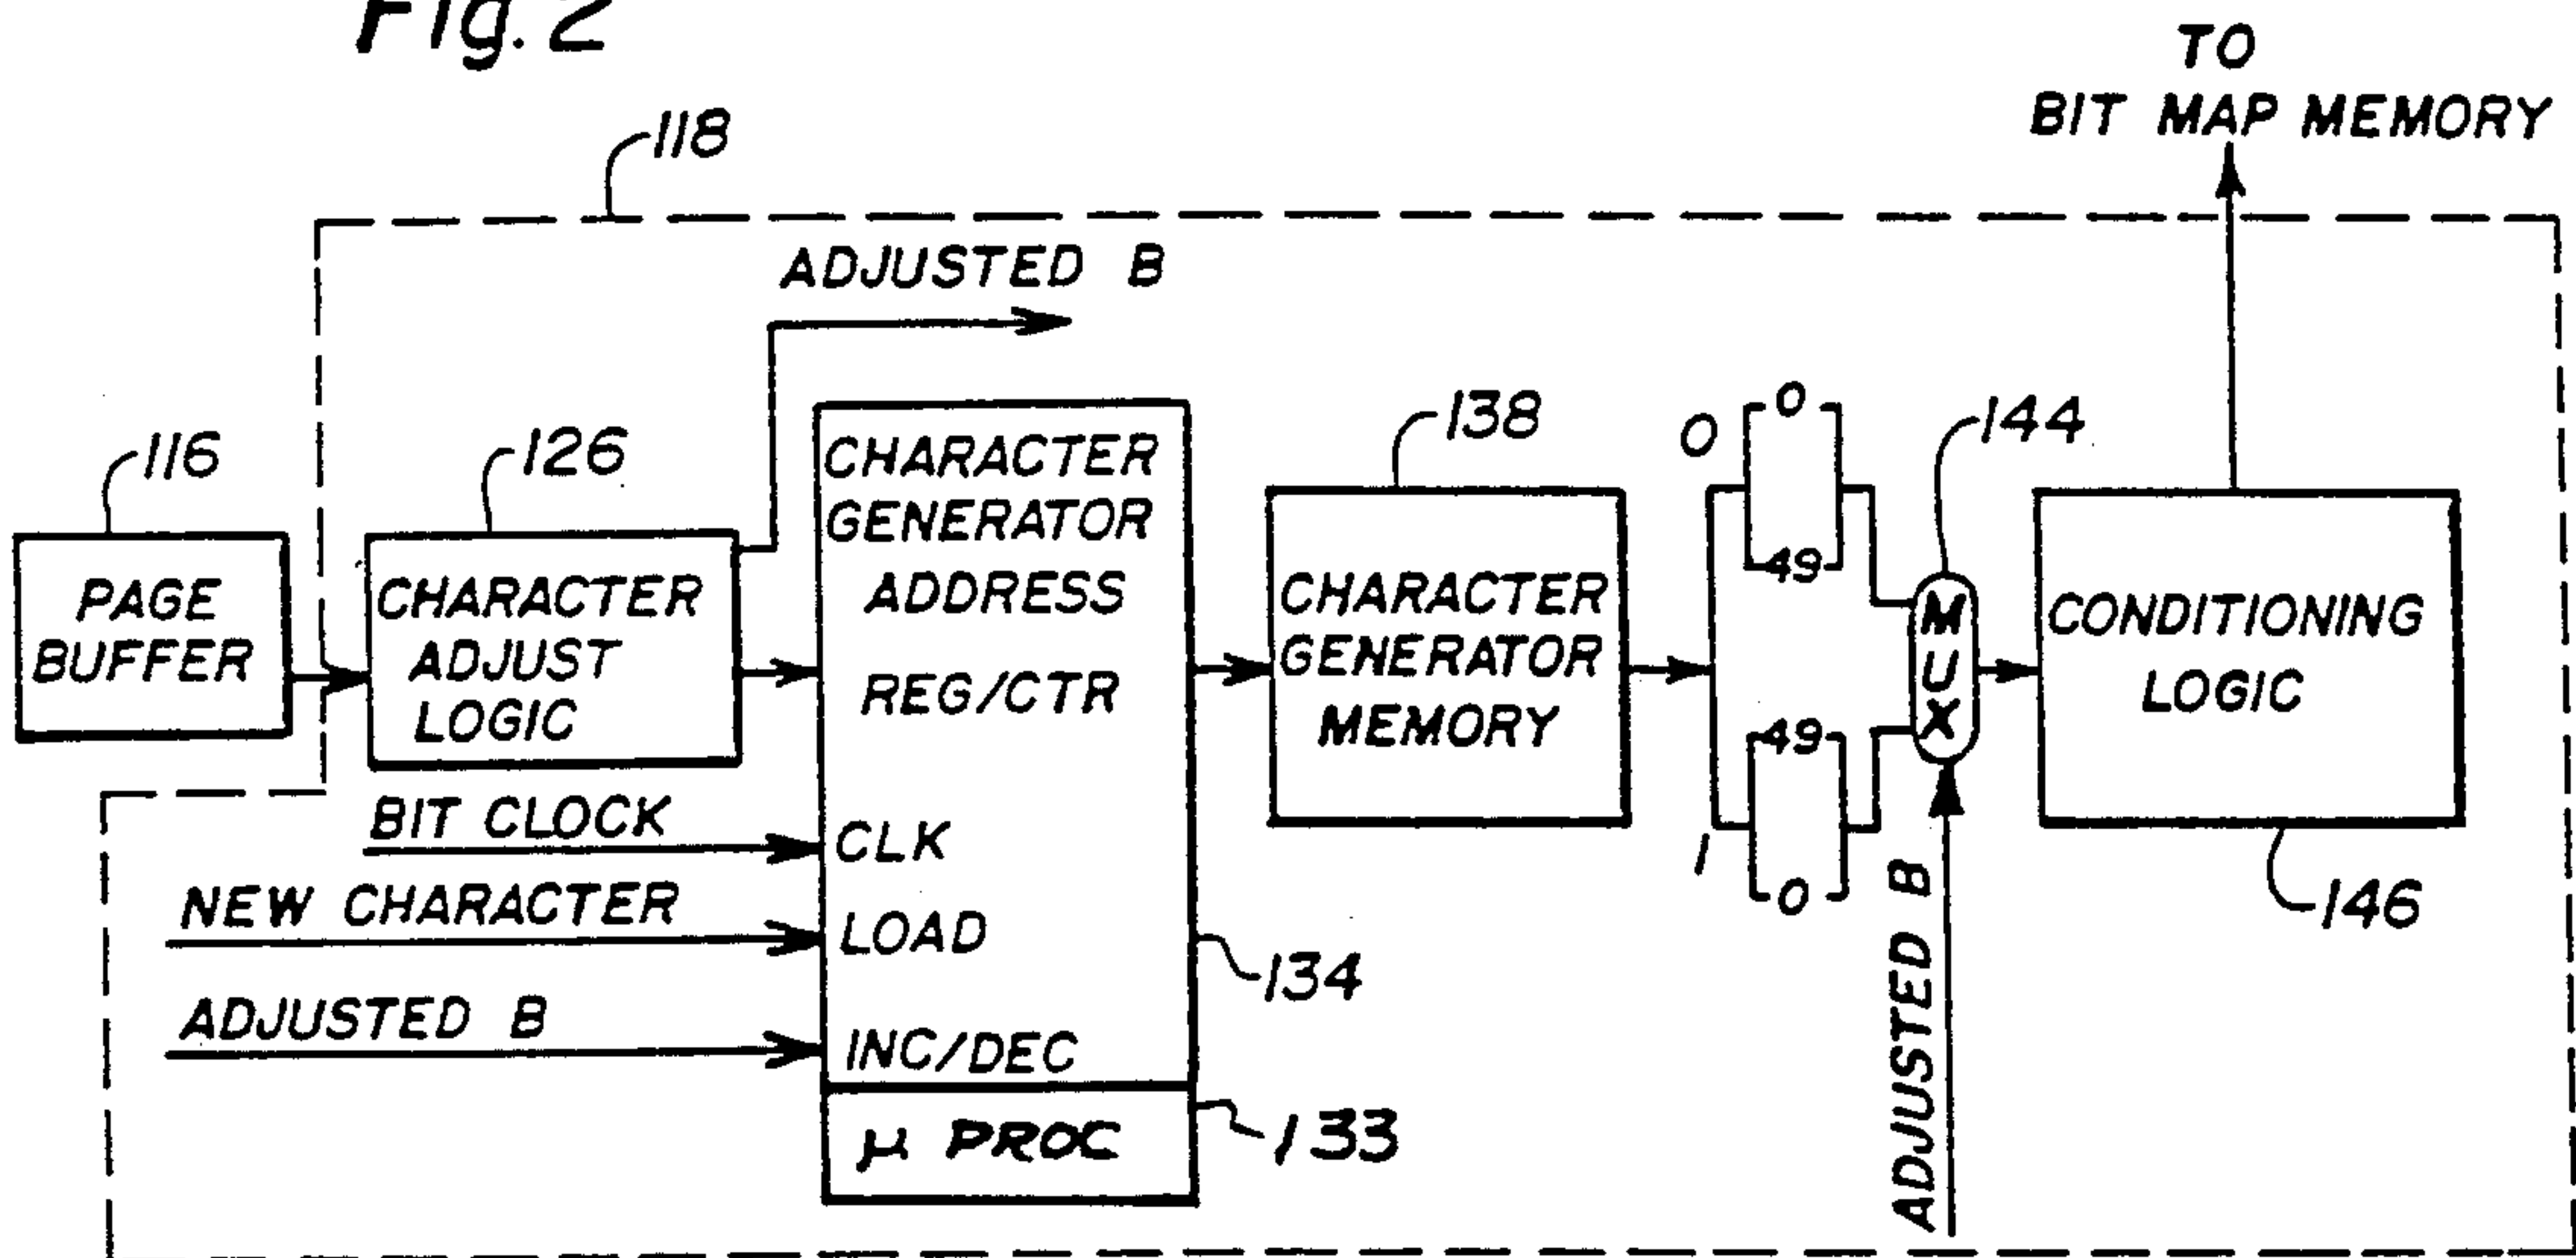 Fig. 2
TO
BIT MAP MEMORY
118
ADJUSTED B
116
PAGE
BUFFER
126
CHARACTER
ADJUST
LOGIC
CHARACTER
GENERATOR
ADDRESS
REG/CTR
BIT CLOCK
CLK
NEW CHARACTER
LOAD
ADJUSTED B
INC/DEC
μ PROC
134
133
138
CHARACTER
GENERATOR
MEMORY
0
0
49
1
49
0
144
MUX
ADJUSTED B
CONDITIONING
LOGIC
146